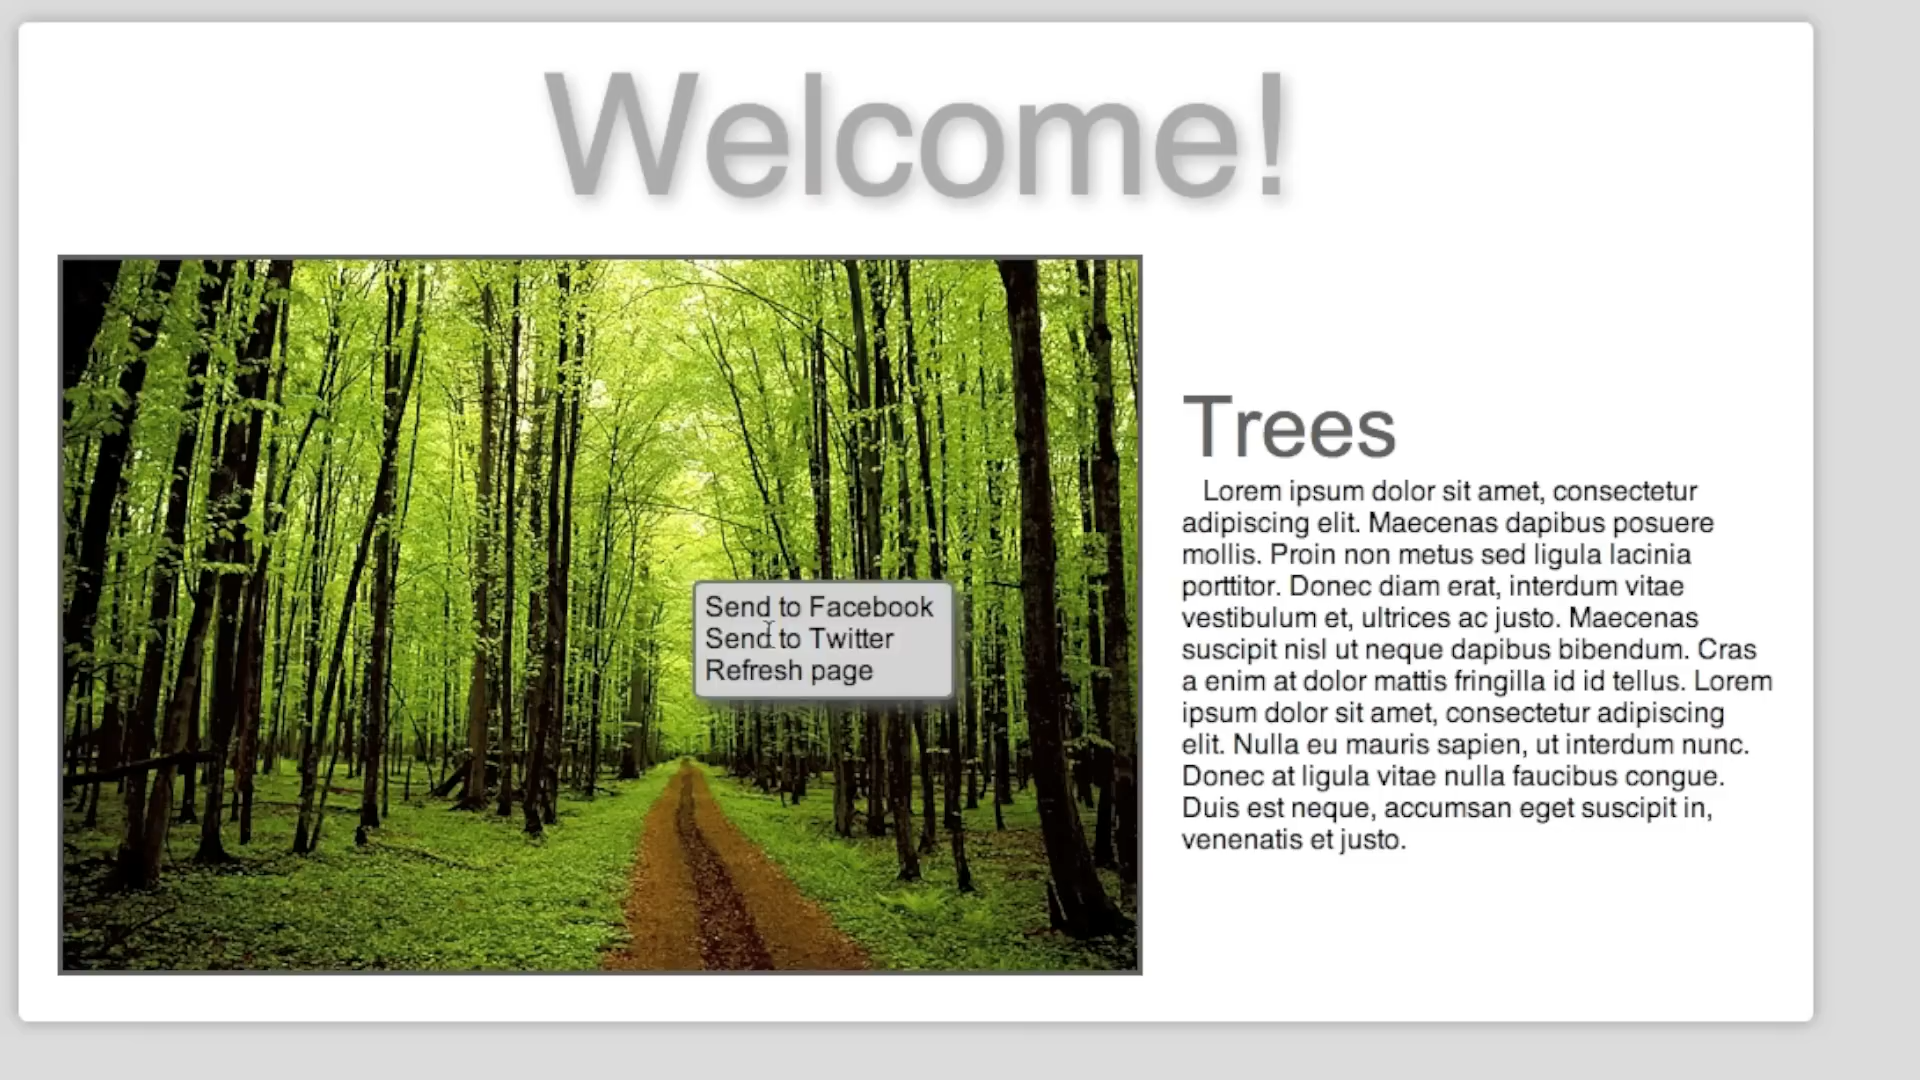 Welcome!
Send to Facebook
Send to Twitter
Refresh page
Trees
Lorem ipsum dolor sit amet, consectetur
adipiscing elit. Maecenas dapibus posuere
mollis. Proin non metus sed ligula lacinia
porttitor. Donec diam erat, interdum vitae
vestibulum et, ultrices ac justo. Maecenas
suscipit nisl ut neque dapibus bibendum. Cras
a enim at dolor mattis fringilla id id tellus. Lorem
ipsum dolor sit amet, consectetur adipiscing
elit. Nulla eu mauris sapien, ut interdum nunc.
Donec at ligula vitae nulla faucibus congue.
Duis est neque, accumsan eget suscipit in,
venenatis et justo.